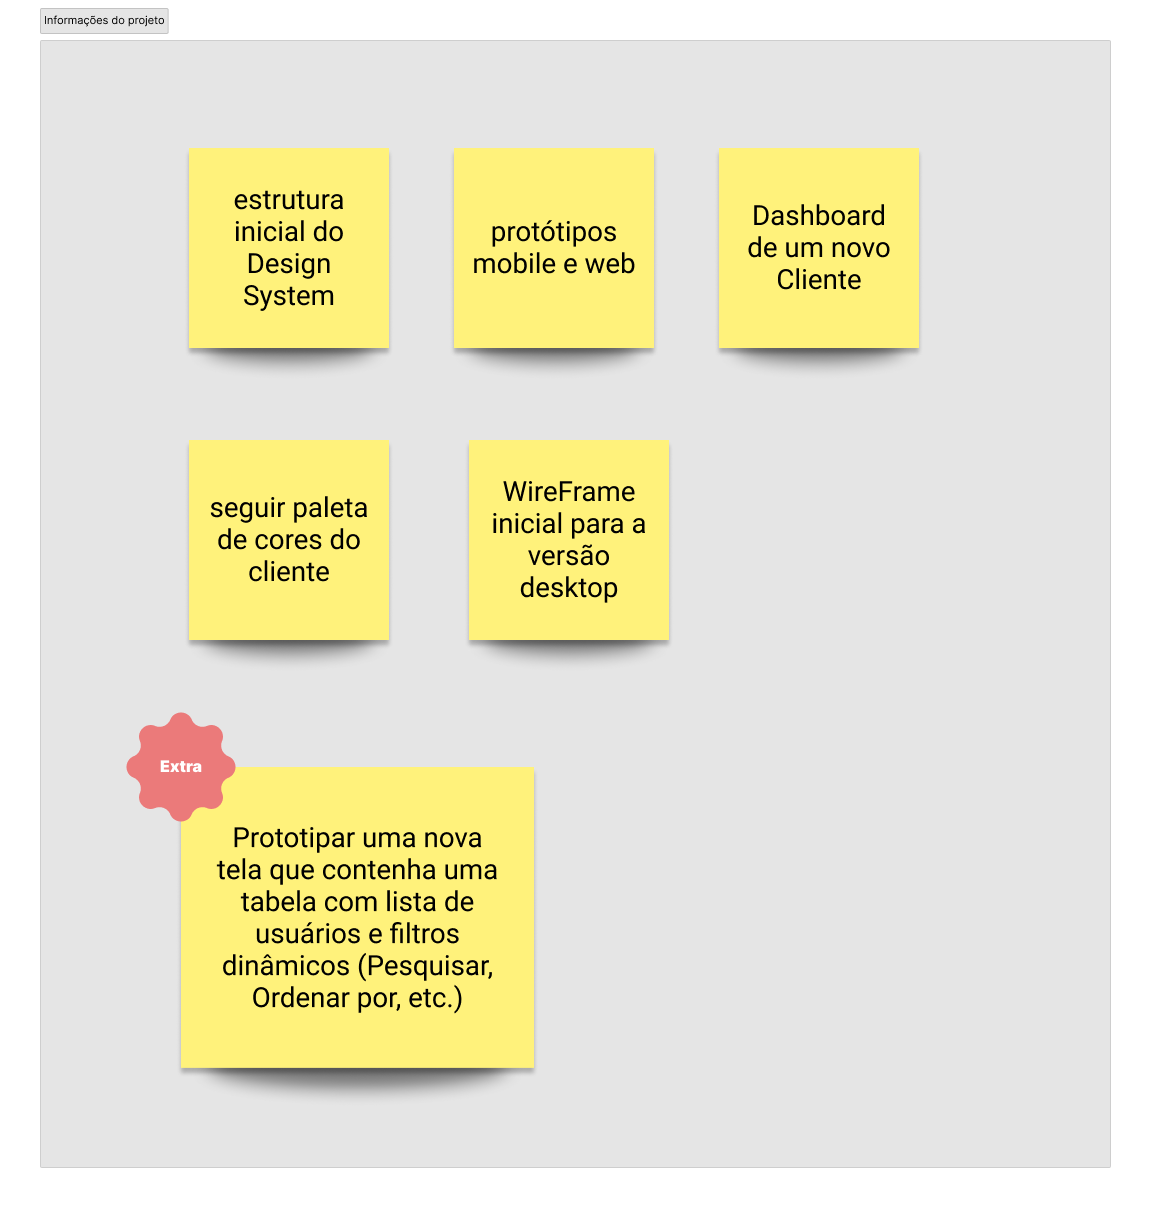 Informações do projeto
estrutura
inicial do
Design
System
protótipos
mobile e web
Dashboard
de um novo
Cliente
seguir paleta
de cores do
cliente
WireFrame
inicial para a
versão
desktop
Extra
Prototipar uma nova
tela que contenha uma
tabela com lista de
usuários e filtros
dinâmicos (Pesquisar,
Ordenar por, etc.)